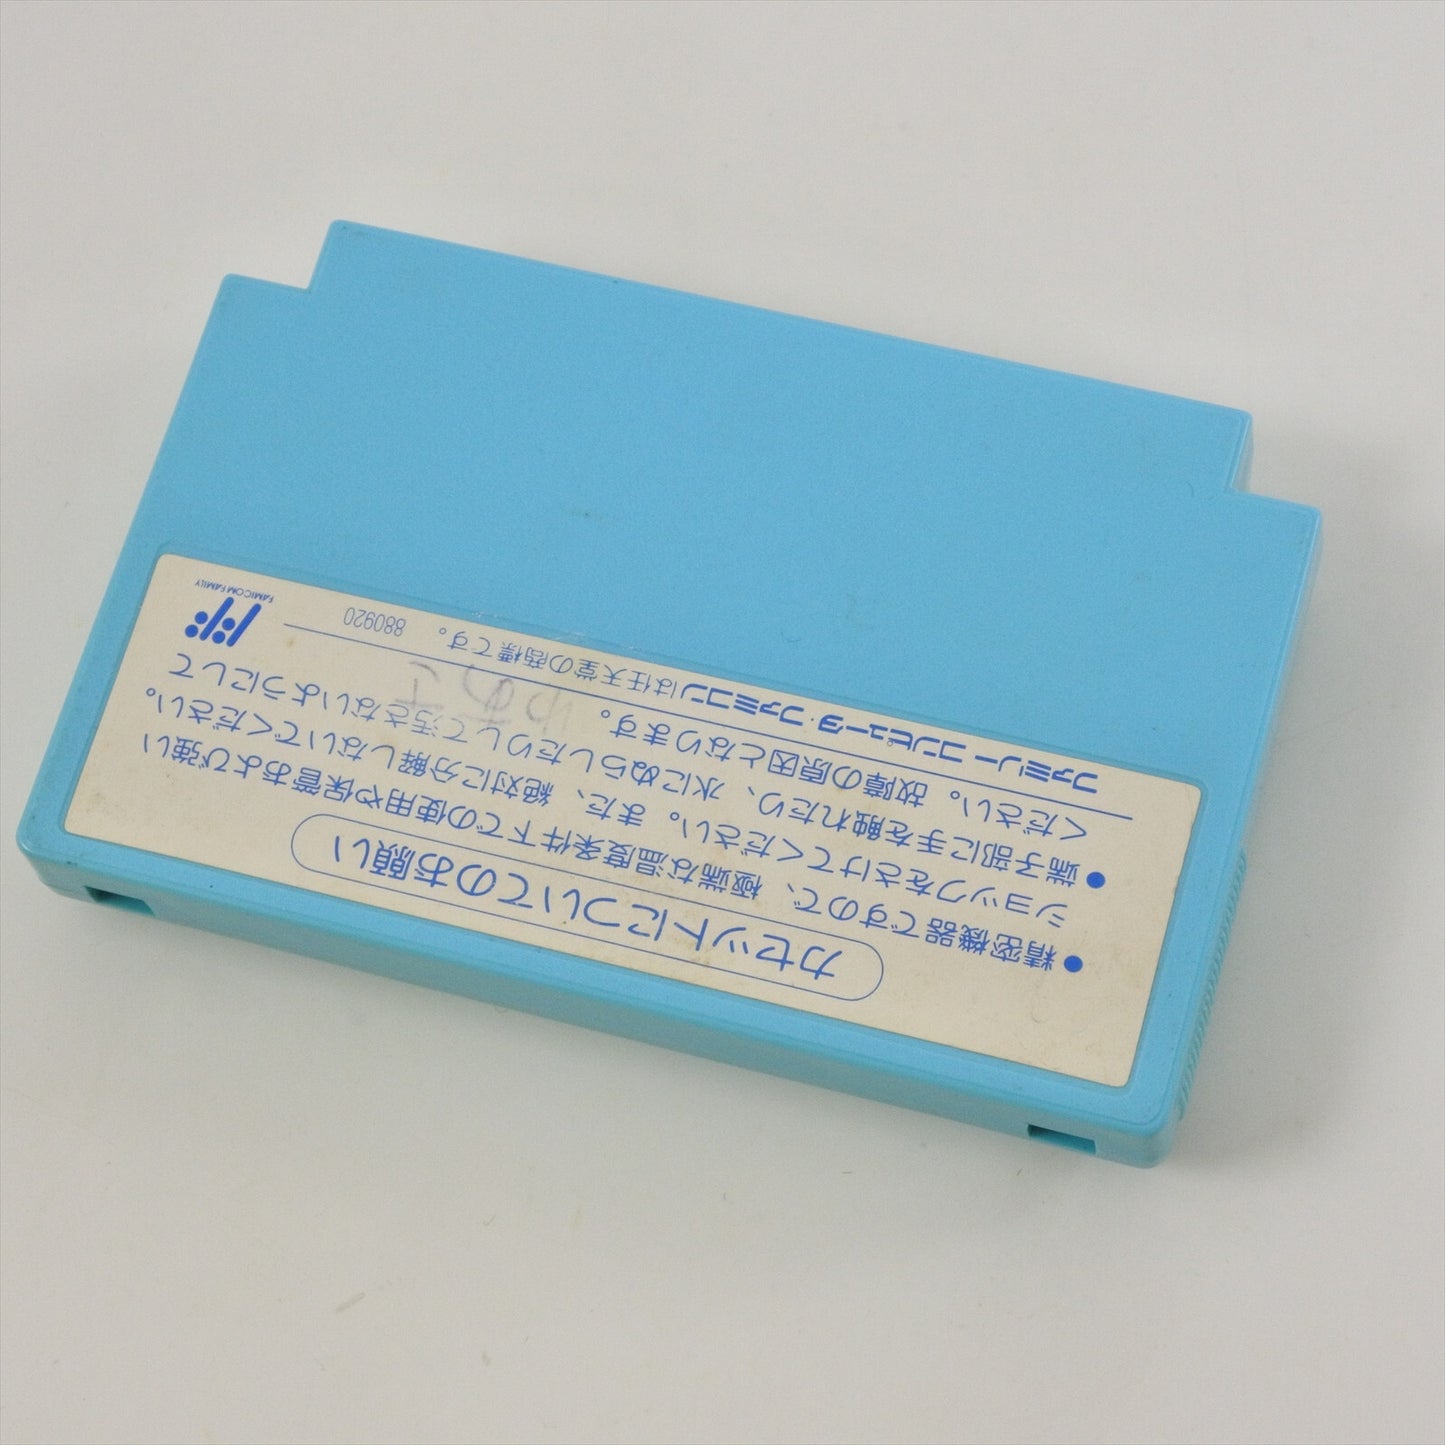 カセットについてのお願い
●精密機器ですので、極端な温度条件下での使用や保管および強い
ショックをさけてください。また、絶対に分解しないでください。
●端子部に手を触れたり、水にぬらしたりして汚さないようにして
ください。故障の原因となります。
ファミリーコンピュータ・ファミコンは任天堂の商標です。 880920
FAMICOM FAMILY